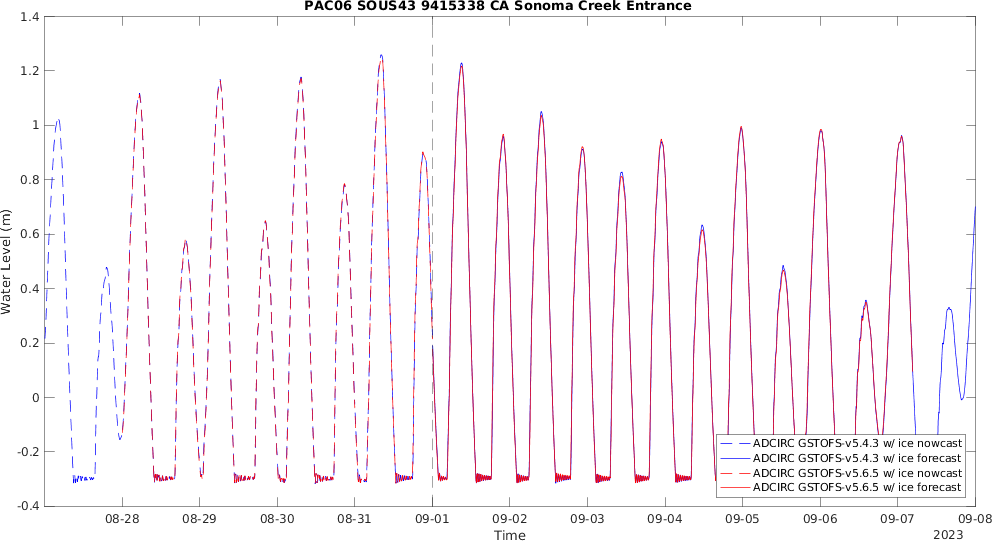 PAC06 SOUS43 9415338 CA Sonoma Creek Entrance
1.4
1.2
1
0.8
0.6
0.4
0.2
0
-0.2
-0.4
Water Level (m)
ADCIRC GSTOFS-v5.4.3 w/ ice nowcast
ADCIRC GSTOFS-v5.4.3 w/ ice forecast
ADCIRC GSTOFS-v5.6.5 w/ ice nowcast
ADCIRC GSTOFS-v5.6.5 w/ ice forecast
08-28 08-29 08-30 08-31 09-01 09-02 09-03 09-04 09-05 09-06 09-07 09-08
Time
2023